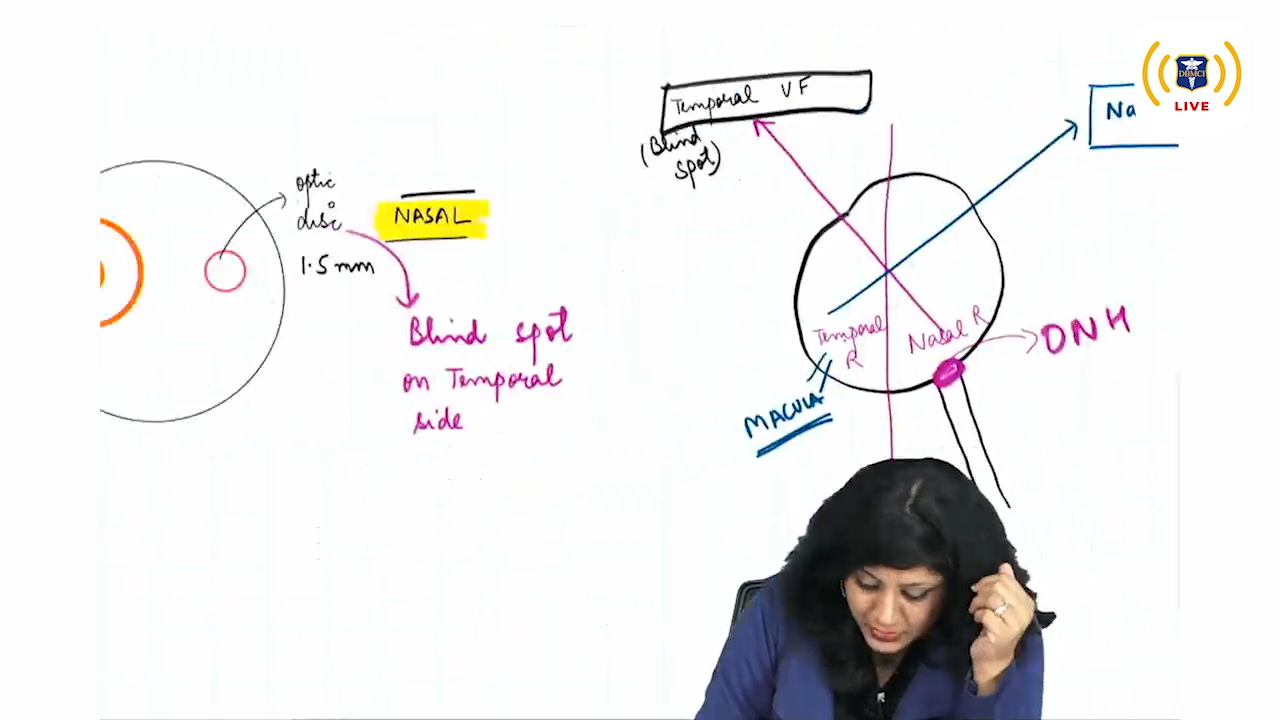 optic
disc
1.5 mm
NASAL
Blind spot
on Temporal
side
Temporal VF
(Blind
spot)
Na
Temporal
R
Nasal R
ONH
MACULA
DBMCI
LIVE